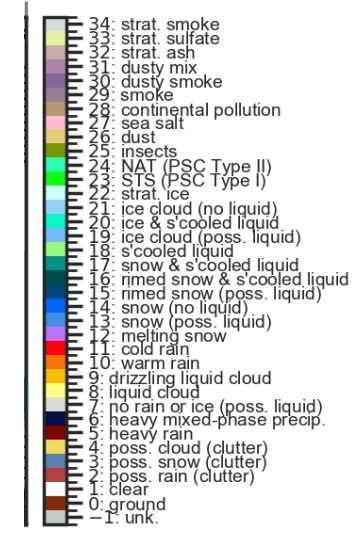 34: strat. smoke
33: strat. sulfate
32: strat. ash
31: dusty mix
30: dusty smoke
29: smoke
28: continental pollution
27: sea salt
26: dust
25: insects
24: NAT (PSC Type II)
23: STS (PSC Type I)
22: strat. ice
21: ice cloud (no liquid)
20: ice & s'cooled liquid
19: ice cloud (poss. liquid)
18: s'cooled liquid
17: snow & s'cooled liquid
16: rimed snow & s'cooled liquid
15: rimed snow (poss. liquid)
14: snow (no liquid)
13: snow (poss. liquid)
12: melting snow
11: cold rain
10: warm rain
9: drizzling liquid cloud
8: liquid cloud
7: no rain or ice (poss. liquid)
6: heavy mixed-phase precip.
5: heavy rain
4: poss. cloud (clutter)
3: poss. snow (clutter)
2: poss. rain (clutter)
1: clear
0: ground
−1: unk.